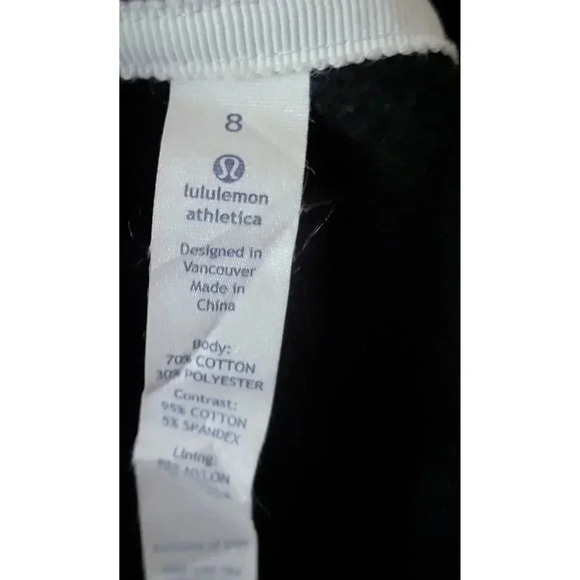 8
lululemon
athletica
Designed in
Vancouver
Made in
China
Body:
70% COTTON
30% POLYESTER
Contrast:
95% COTTON
5% SPANDEX
Lining: